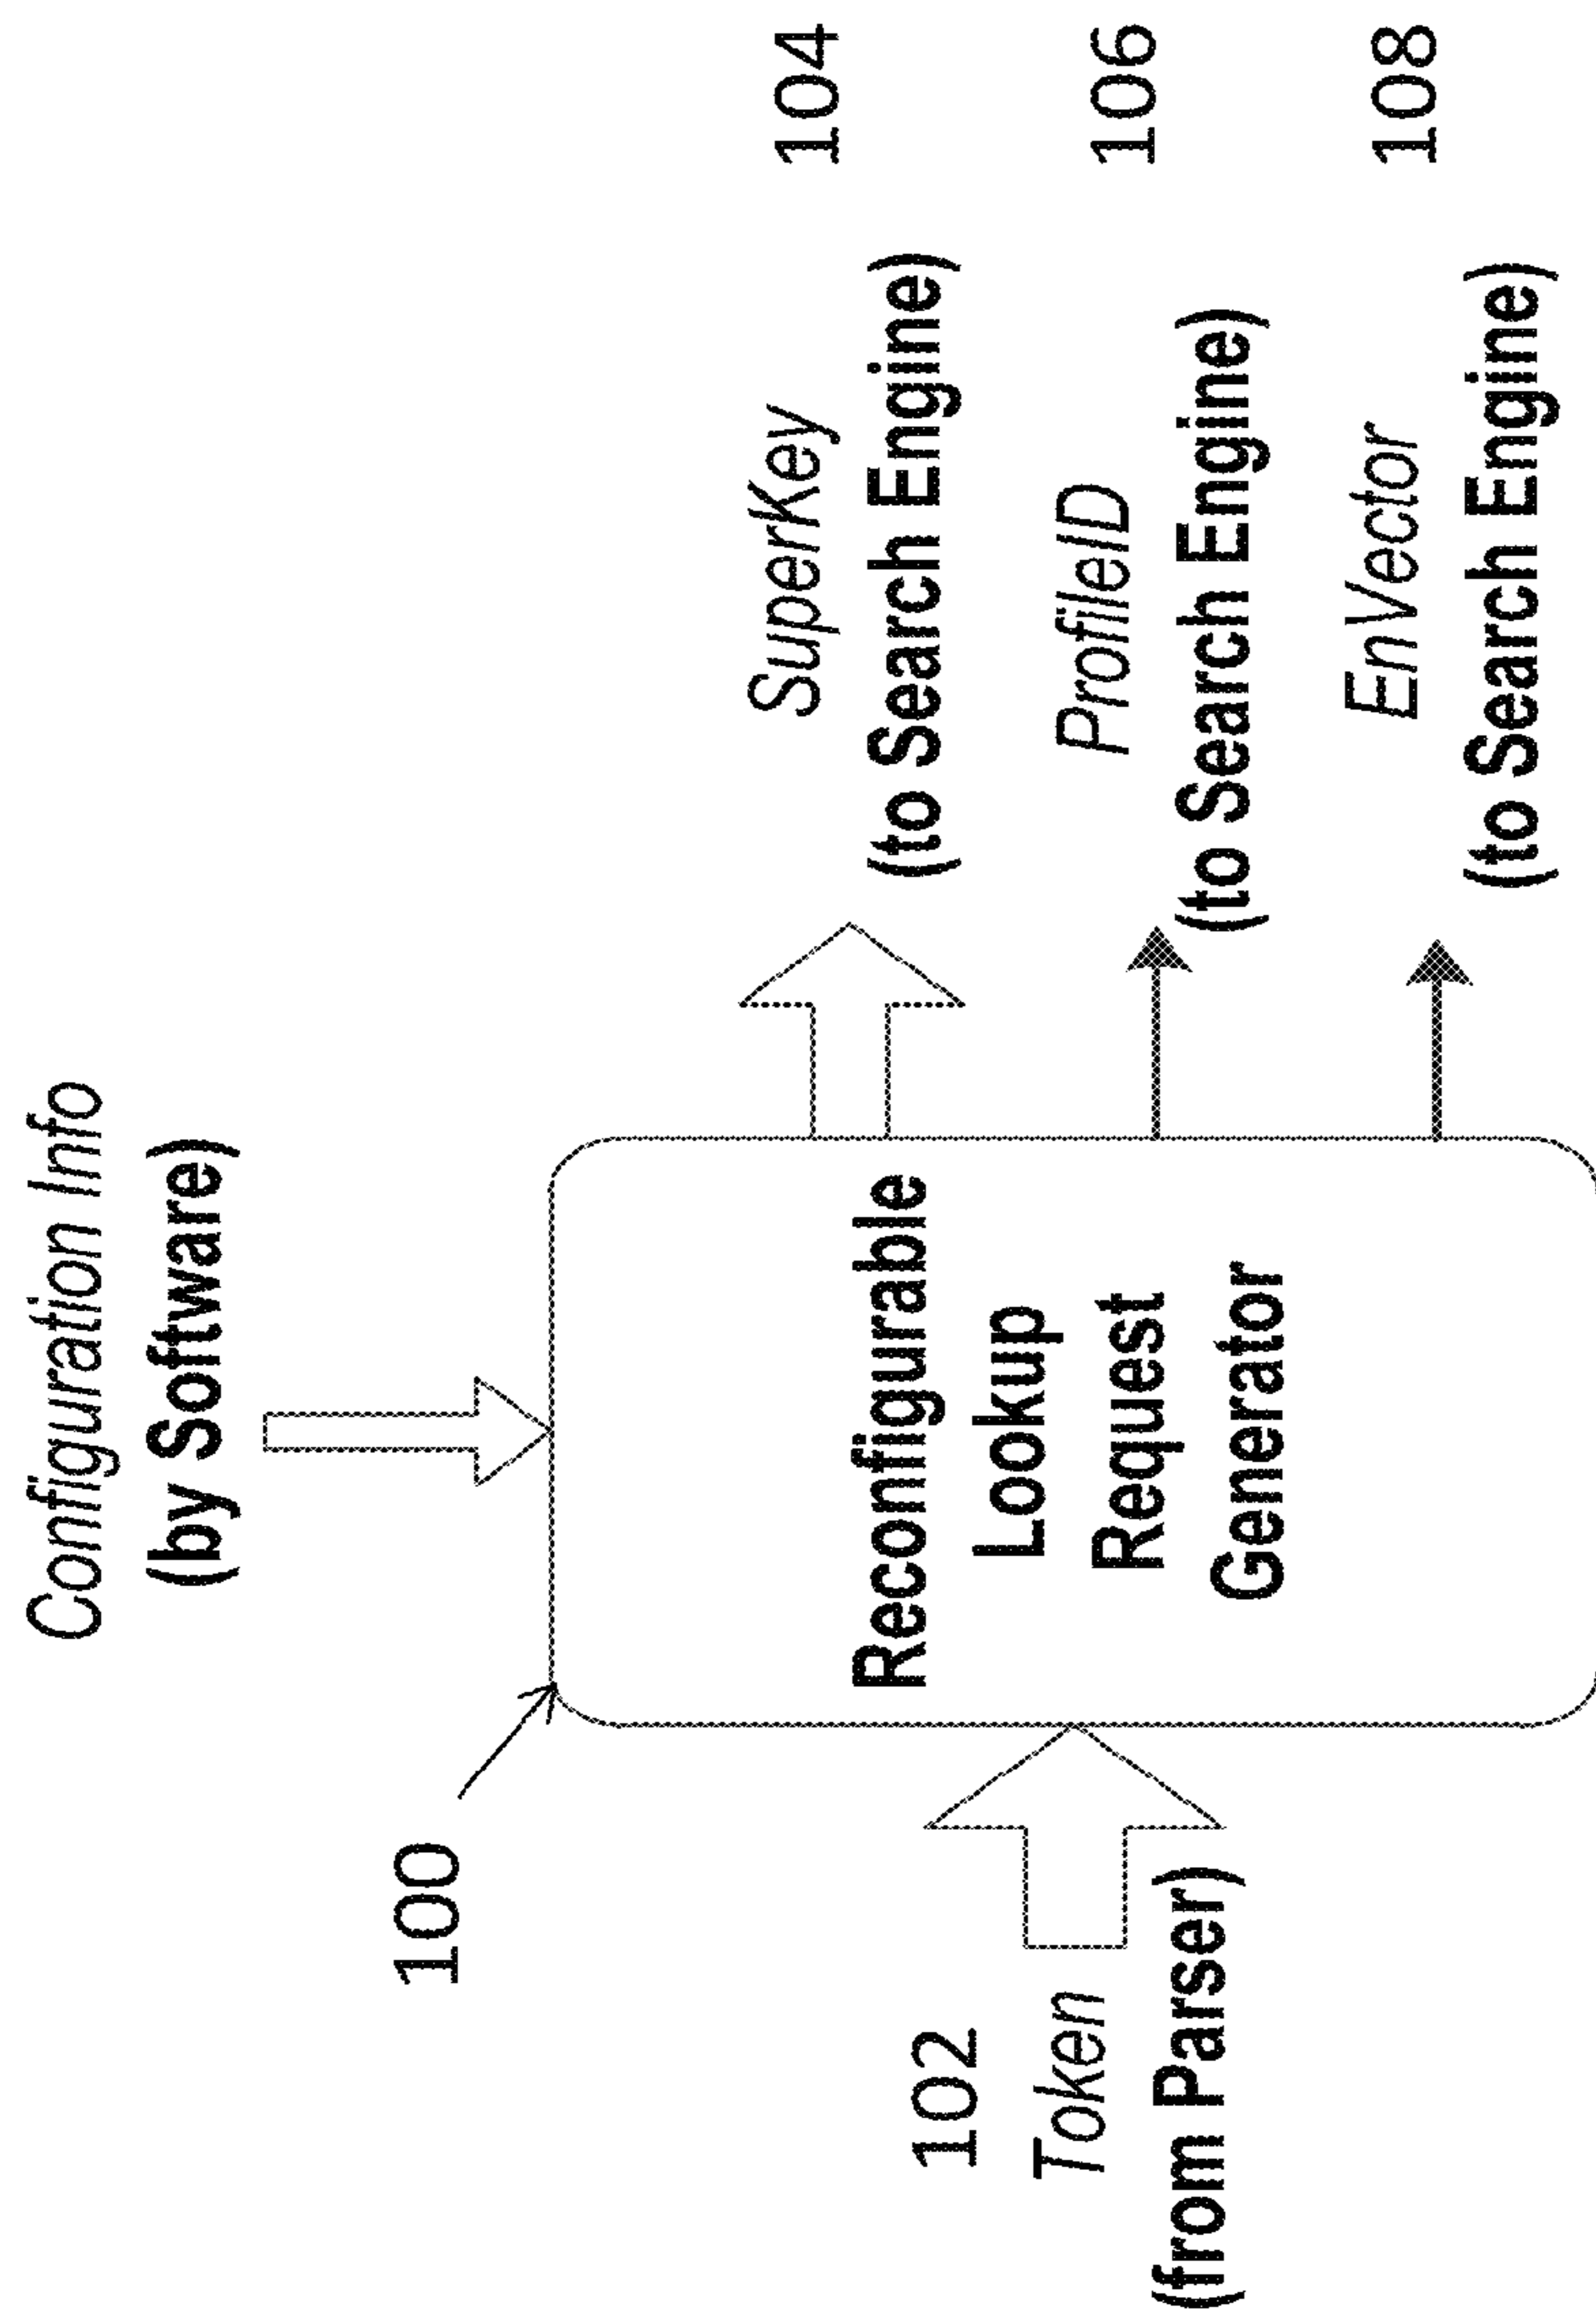 Configuration Info
(by Software)
100
102
Token
(from Parser)
Reconfigurable
Lookup
Request
Generator
SuperKey
(to Search Engine)
104
ProfileID
(to Search Engine)
106
EnVector
(to Search Engine)
108